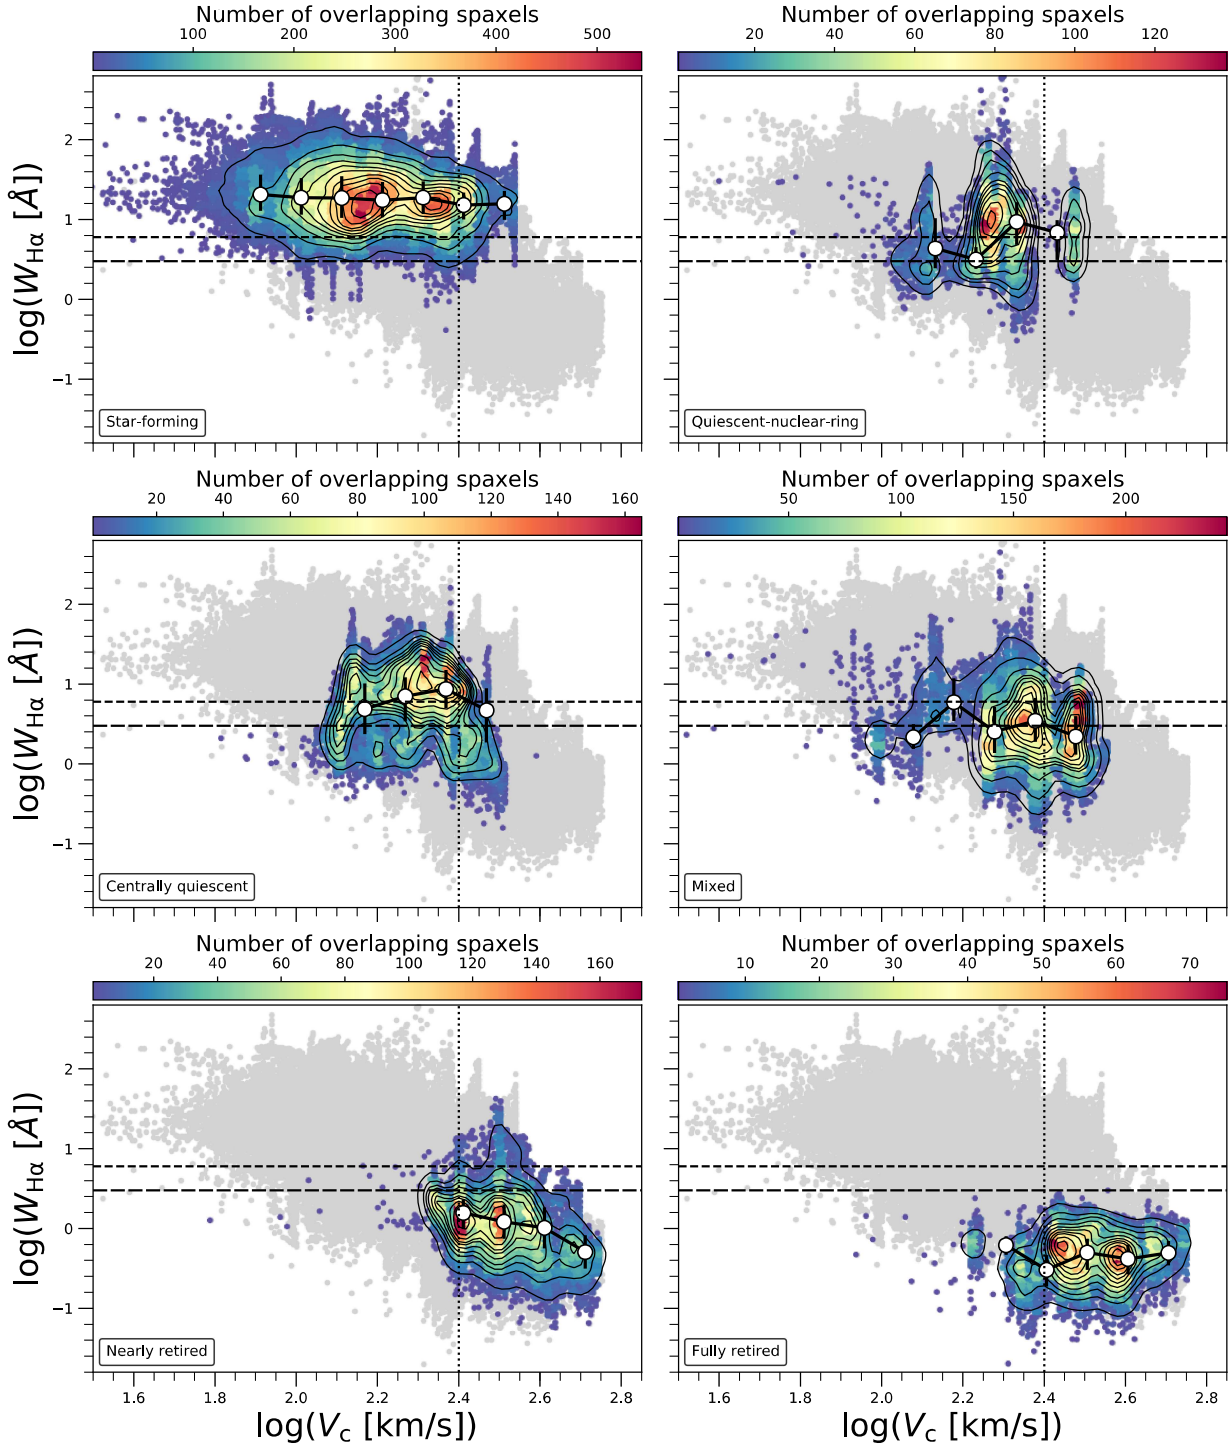 Number of overlapping spaxels
100 200 300 400 500
Number of overlapping spaxels
20 40 60 80 100 120
log(W_Hα [Å])
2
1
0
−1
Star-forming
Quiescent-nuclear-ring
Number of overlapping spaxels
20 40 60 80 100 120 140 160
Number of overlapping spaxels
50 100 150 200
log(W_Hα [Å])
2
1
0
−1
Centrally quiescent
Mixed
Number of overlapping spaxels
20 40 60 80 100 120 140 160
Number of overlapping spaxels
10 20 30 40 50 60 70
log(W_Hα [Å])
2
1
0
−1
Nearly retired
Fully retired
1.6 2.0 2.2 2.4 2.6 2.8
1.6 2.0 2.2 2.4 2.6 2.8
log(V_c [km/s])
log(V_c [km/s])